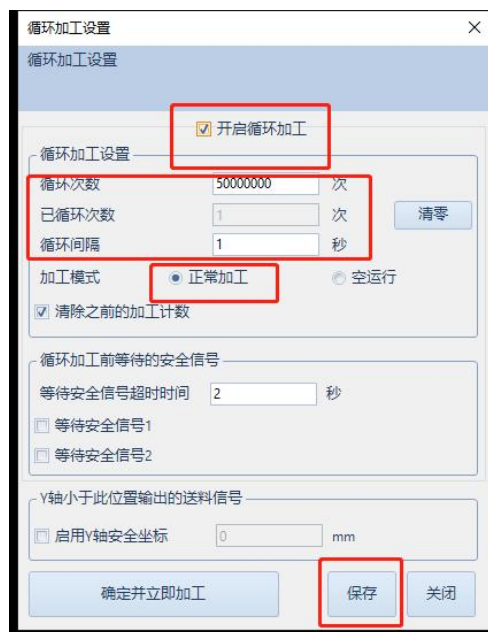 循环加工设置
循环加工设置
开启循环加工
循环加工设置
循环次数 50000000 次
已循环次数 1 次 清零
循环间隔 1 秒
加工模式 正常加工 空运行
清除之前的加工计数
循环加工前等待的安全信号
等待安全信号超时时间 2 秒
等待安全信号1
等待安全信号2
Y轴小于此位置输出的送料信号
启用Y轴安全坐标 0 mm
确定并立即加工 保存 关闭